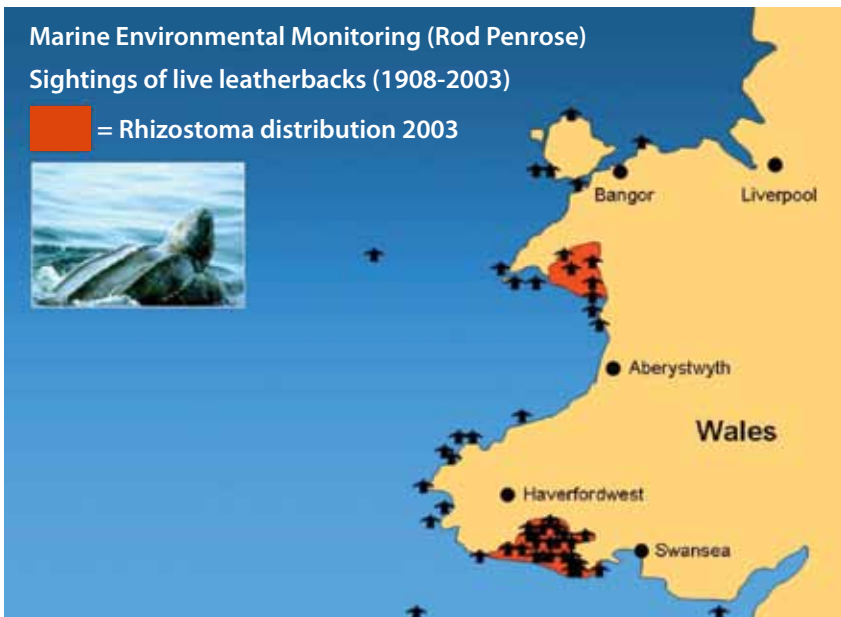 Marine Environmental Monitoring (Rod Penrose)
Sightings of live leatherbacks (1908-2003)
= Rhizostoma distribution 2003
Bangor
Liverpool
Aberystwyth
Wales
Haverfordwest
Swansea